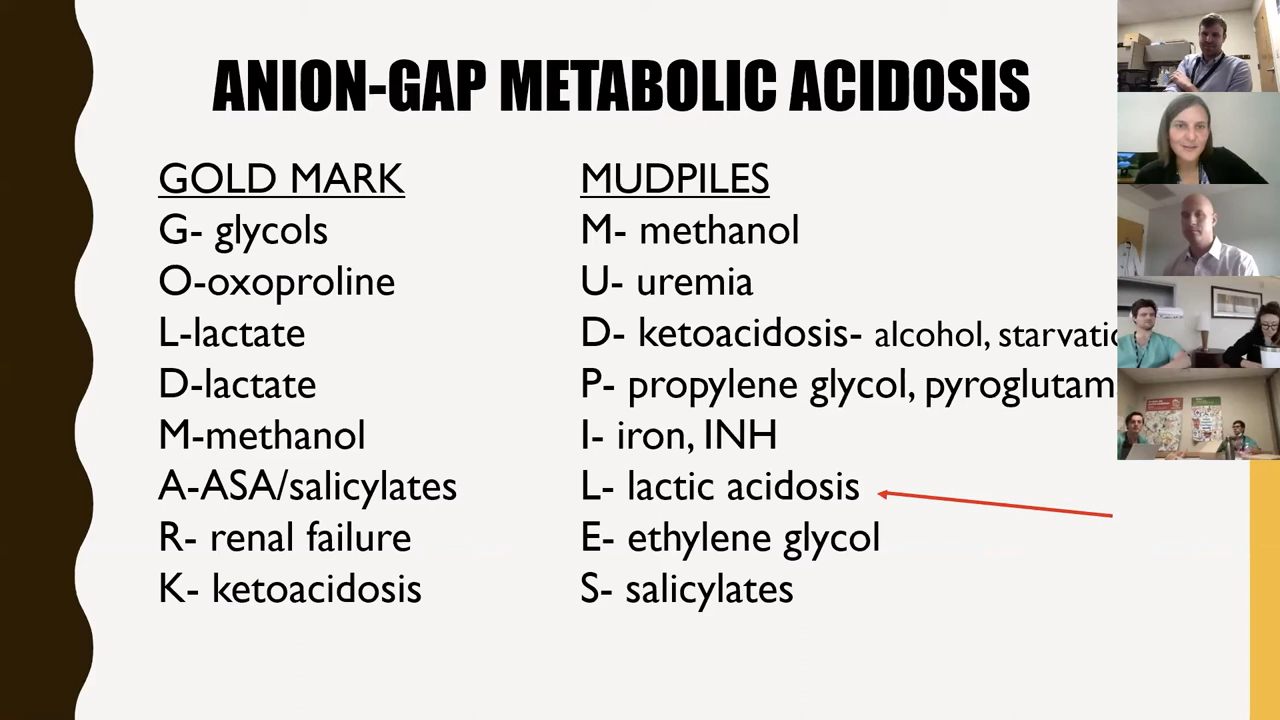 ANION-GAP METABOLIC ACIDOSIS
GOLD MARK
G- glycols
O-oxoproline
L-lactate
D-lactate
M-methanol
A-ASA/salicylates
R- renal failure
K- ketoacidosis
MUDPILES
M- methanol
U- uremia
D- ketoacidosis- alcohol, starvatio
P- propylene glycol, pyroglutam
I- iron, INH
L- lactic acidosis
E- ethylene glycol
S- salicylates